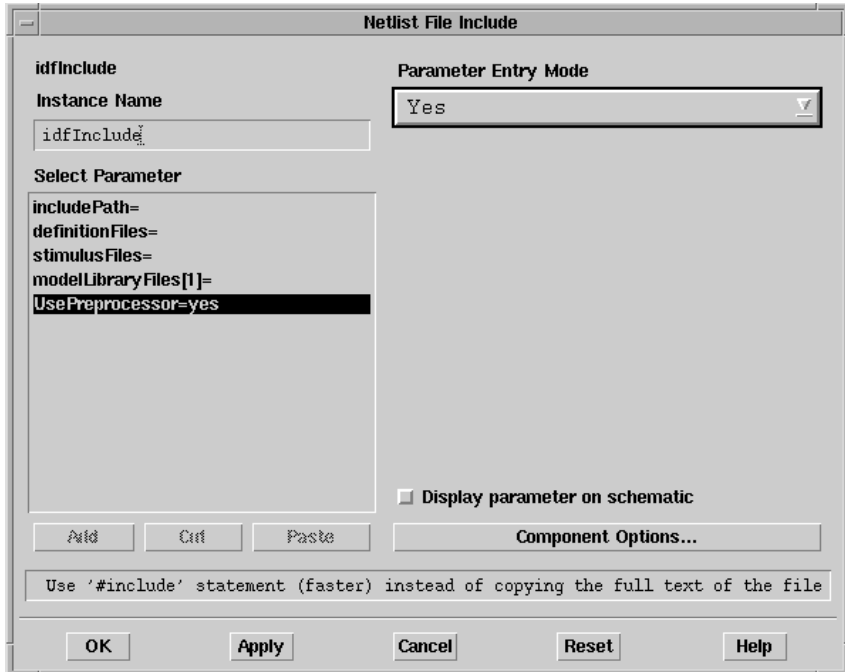 Netlist File Include
idfInclude
Instance Name
idfInclude
Select Parameter
includePath=
definitionFiles=
stimulusFiles=
modelLibraryFiles[1]=
UsePreprocessor=yes
Add Cut Paste
Parameter Entry Mode
Yes
Display parameter on schematic
Component Options...
Use '#include' statement (faster) instead of copying the full text of the file
OK Apply Cancel Reset Help